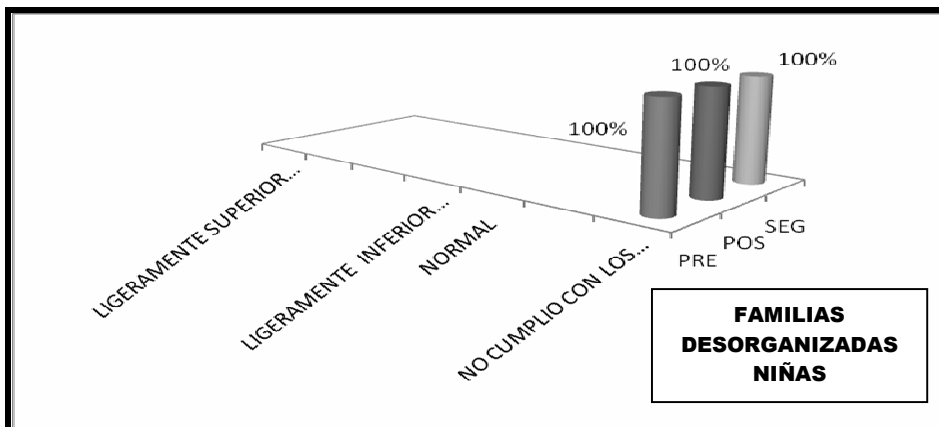 100%
100%
100%
LIGERAMENTE SUPERIOR...
LIGERAMENTE INFERIOR...
NORMAL
NO CUMPLIO CON LOS...
PRE
POS
SEG
FAMILIAS
DESORGANIZADAS
NIÑAS